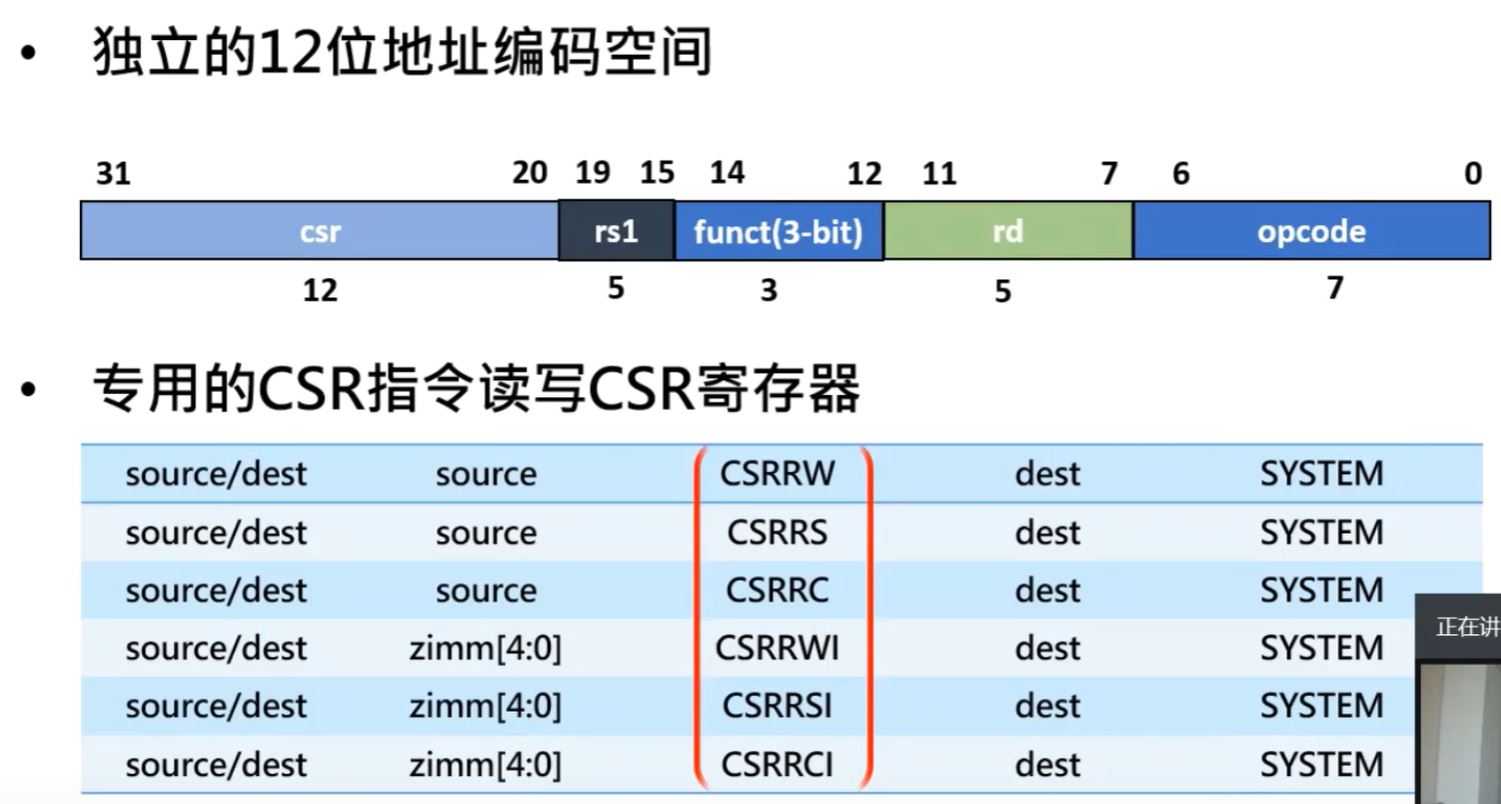 • 独立的12位地址编码空间
31 20 19 15 14 12 11 7 6 0
csr rs1 funct(3-bit) rd opcode
12 5 3 5 7
• 专用的CSR指令读写CSR寄存器
source/dest source CSRRW dest SYSTEM
source/dest source CSRRS dest SYSTEM
source/dest source CSRRC dest SYSTEM
正在讲
source/dest zimm[4:0] CSRRWI dest SYSTEM
source/dest zimm[4:0] CSRRSI dest SYSTEM
source/dest zimm[4:0] CSRRCI dest SYSTEM